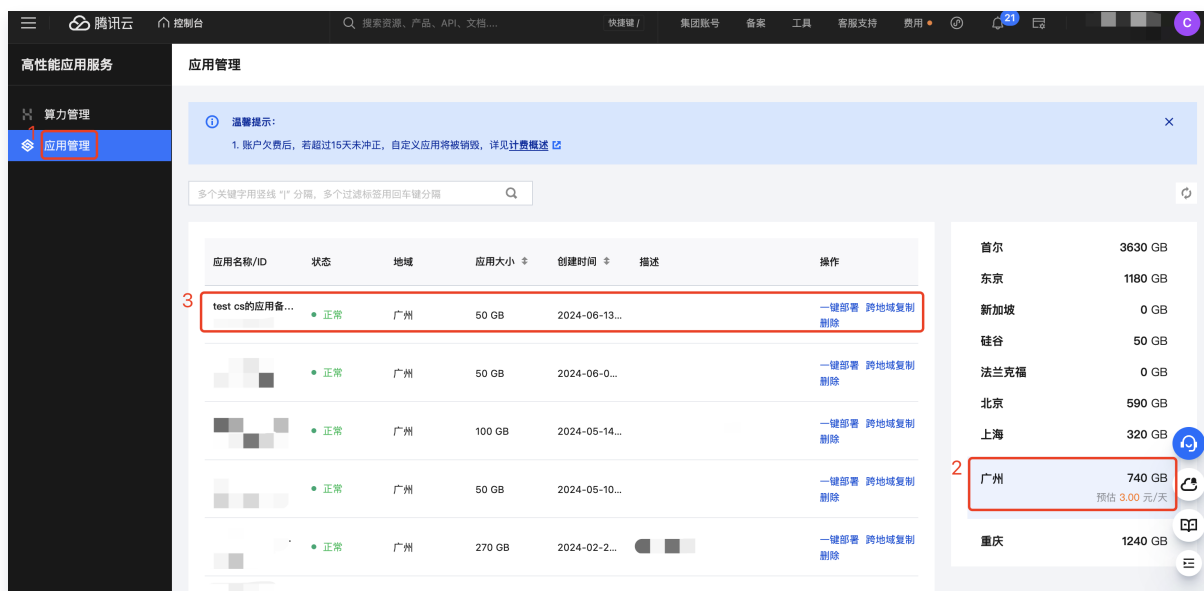 腾讯云 控制台 搜索资源、产品、API、文档.... 快捷键 / 集团账号 备案 工具 客服支持 费用 21 C
高性能应用服务
应用管理
算力管理
1
应用管理
温馨提示：
1. 账户欠费后，若超过15天未冲正，自定义应用将被销毁，详见计费概述
多个关键字用竖线 "|" 分隔，多个过滤标签用回车键分隔
应用名称/ID 状态 地域 应用大小 创建时间 描述 操作
3
test cs的应用备... 正常 广州 50 GB 2024-06-13... 一键部署 跨地域复制
删除
正常 广州 50 GB 2024-06-0... 一键部署 跨地域复制
删除
正常 广州 100 GB 2024-05-14... 一键部署 跨地域复制
删除
正常 广州 50 GB 2024-05-10... 一键部署 跨地域复制
删除
正常 广州 270 GB 2024-02-2... 一键部署 跨地域复制
删除
首尔 3630 GB
东京 1180 GB
新加坡 0 GB
硅谷 50 GB
法兰克福 0 GB
北京 590 GB
上海 320 GB
2
广州 740 GB
预估 3.00 元/天
重庆 1240 GB